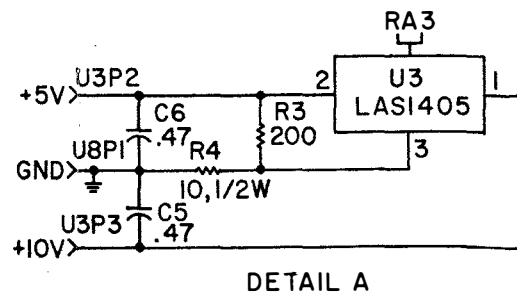 RA3
U3P2
+5V
2
U3
LAS1405
1
C6
.47
R3
200
3
U8P1
GND
R4
10,1/2W
U3P3
C5
.47
+10V
DETAIL A